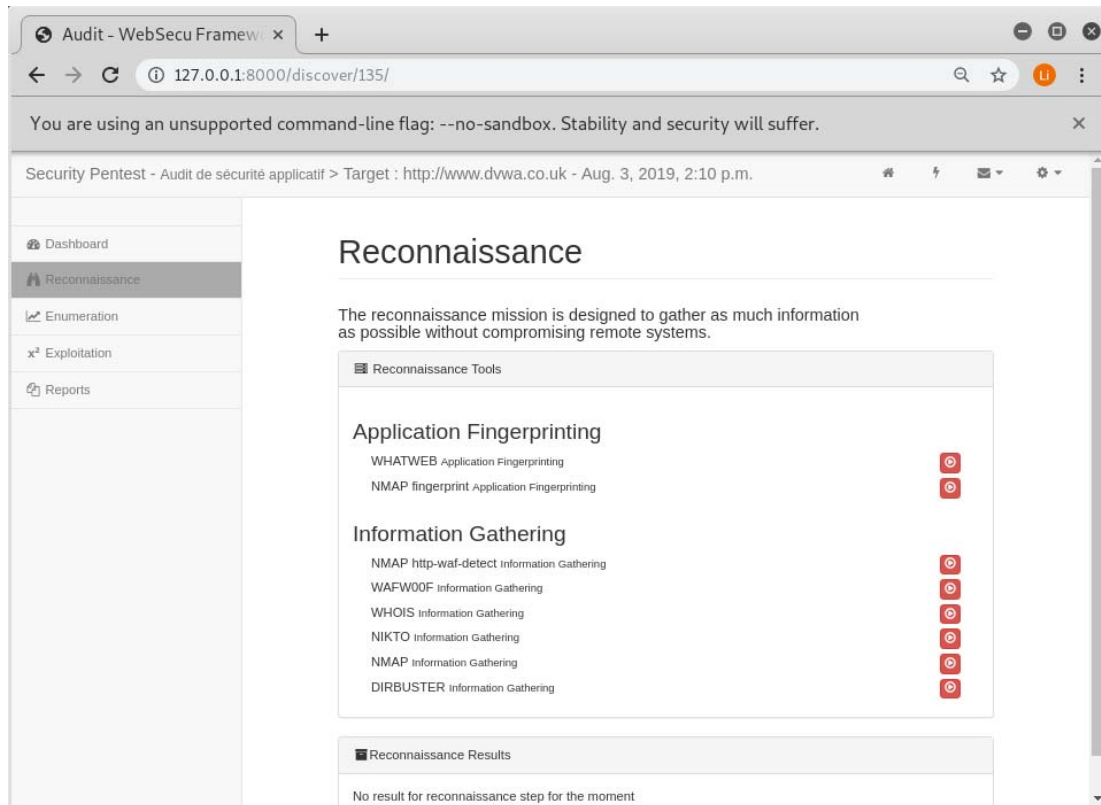 Audit - WebSecu Framew
127.0.0.1:8000/discover/135/
Li
You are using an unsupported command-line flag: --no-sandbox. Stability and security will suffer.
Security Pentest - Audit de sécurité applicatif > Target : http://www.dvwa.co.uk - Aug. 3, 2019, 2:10 p.m.
Dashboard
Reconnaissance
Enumeration
x² Exploitation
Reports
Reconnaissance
The reconnaissance mission is designed to gather as much information
as possible without compromising remote systems.
Reconnaissance Tools
Application Fingerprinting
WHATWEB Application Fingerprinting
NMAP fingerprint Application Fingerprinting
Information Gathering
NMAP http-waf-detect Information Gathering
WAFW00F Information Gathering
WHOIS Information Gathering
NIKTO Information Gathering
NMAP Information Gathering
DIRBUSTER Information Gathering
Reconnaissance Results
No result for reconnaissance step for the moment